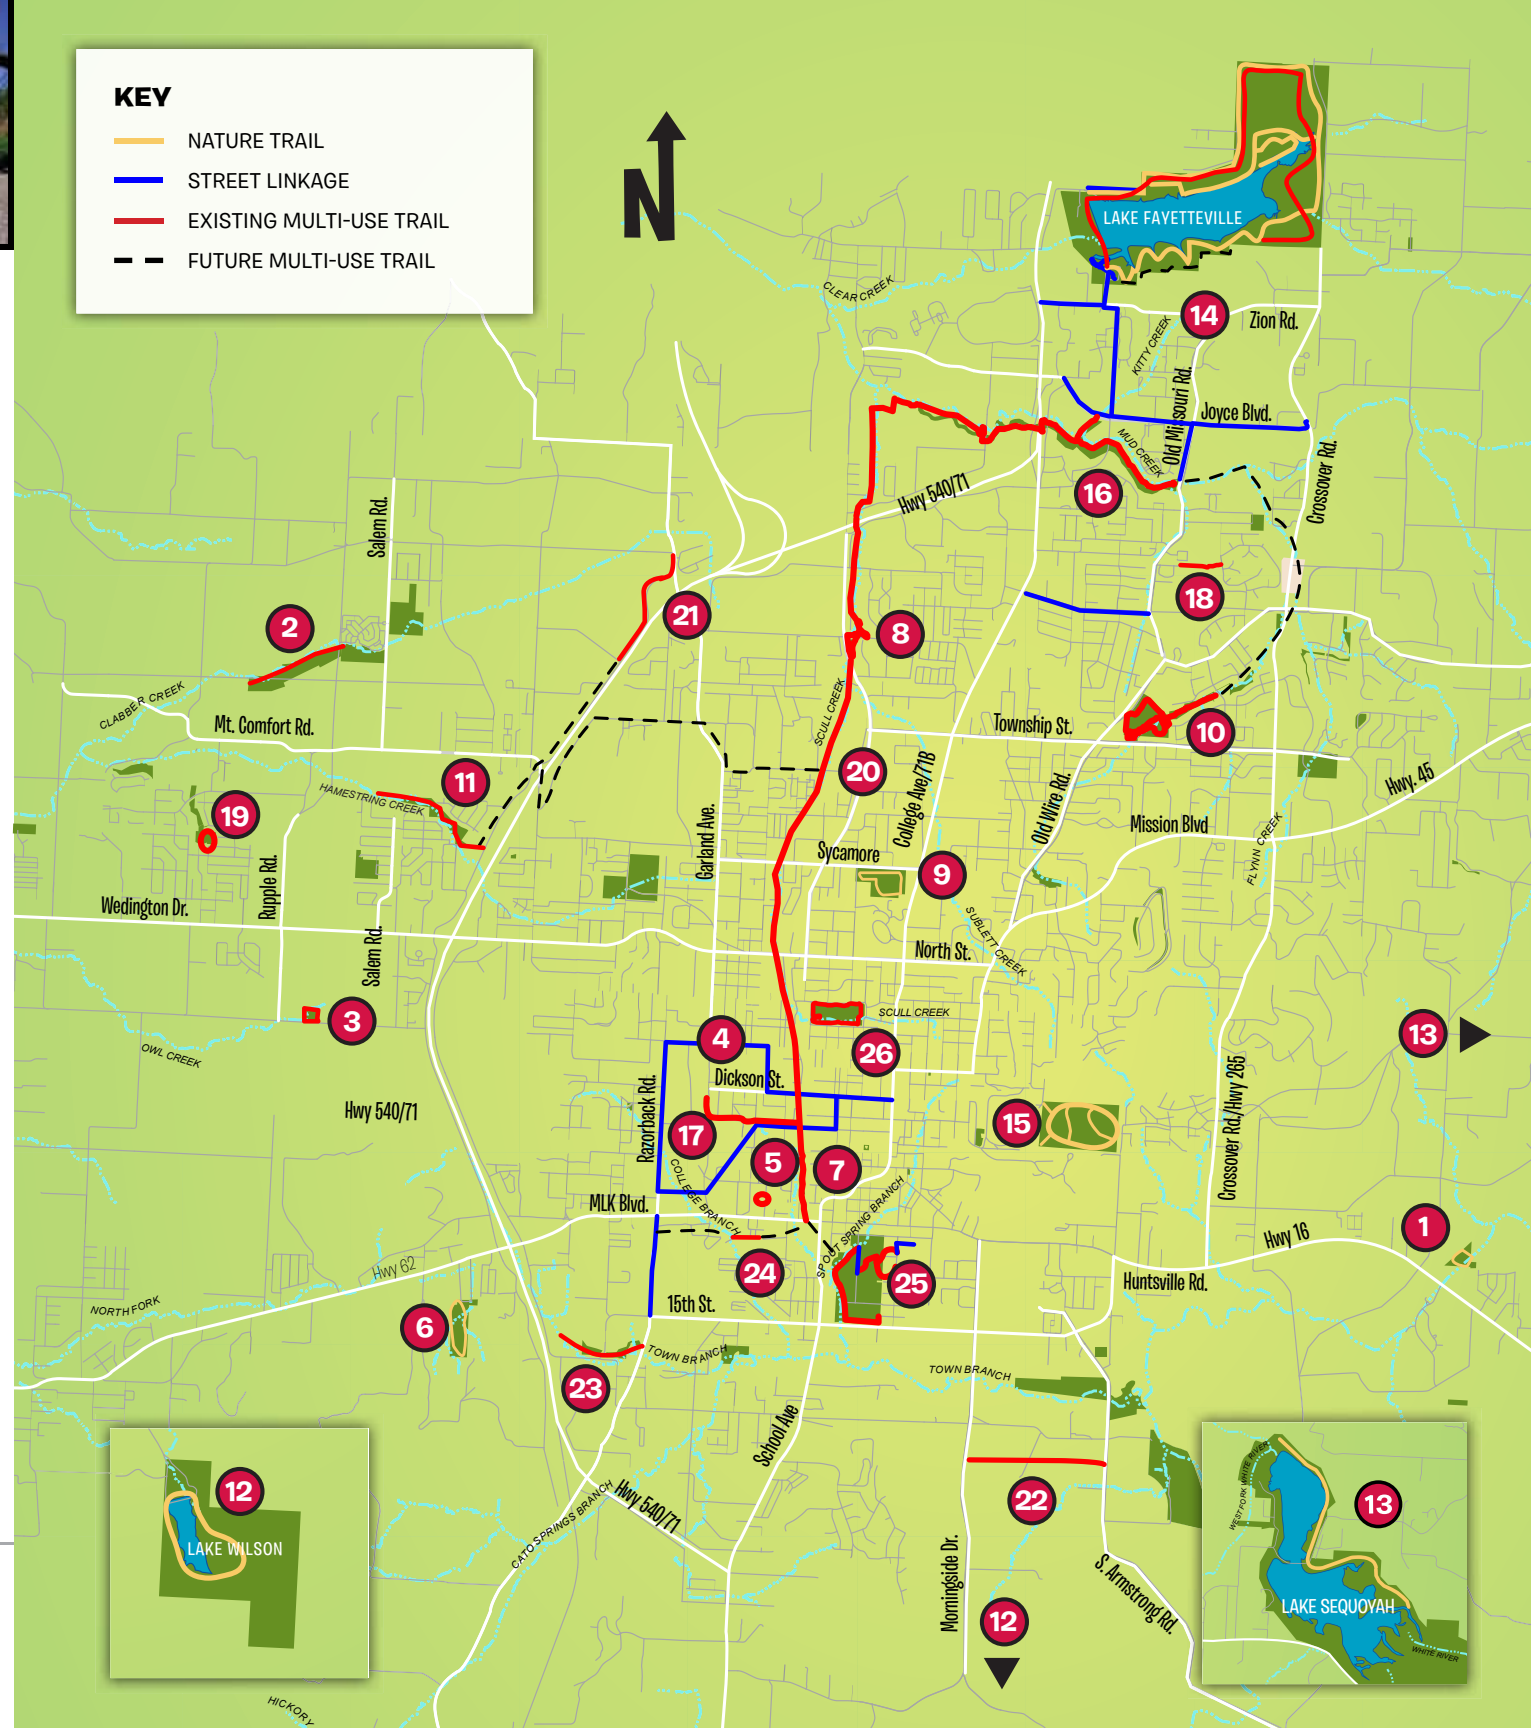 KEY
NATURE TRAIL
STREET LINKAGE
EXISTING MULTI-USE TRAIL
FUTURE MULTI-USE TRAIL
N
LAKE FAYETTEVILLE
CLEAR CREEK
14
Zion Rd.
KITTY CREEK
Old Missouri Rd.
Joyce Blvd.
MUD CREEK
Crossover Rd.
Hwy 540/71
16
Salem Rd.
18
21
2
8
CLABBER CREEK
SCULL CREEK
Mt. Comfort Rd.
Township St.
10
20
11
College Ave/71B
Hwy. 45
HAMESTRING CREEK
Old Wire Rd.
19
Garland Ave.
Mission Blvd
FLYNN CREEK
Sycamore
9
Rupple Rd.
Wedington Dr.
Salem Rd.
SUBLETT CREEK
North St.
3
SCULL CREEK
13
4
26
OWL CREEK
Dickson St.
Razorback Rd.
Hwy 540/71
15
17
Crossover Rd./Hwy 265
5
7
COLLEGE BRANCH
MLK Blvd.
SPOUT SPRING BRANCH
1
Hwy 16
Hwy 62
24
25
Huntsville Rd.
NORTH FORK
15th St.
6
TOWN BRANCH
TOWN BRANCH
23
School Ave
12
LAKE WILSON
Hwy 540/71
CATO SPRINGS BRANCH
22
Morningside Dr.
S. Armstrong Rd.
12
WEST FORK WHITE RIVER
13
LAKE SEQUOYAH
WHITE RIVER
HICKORY